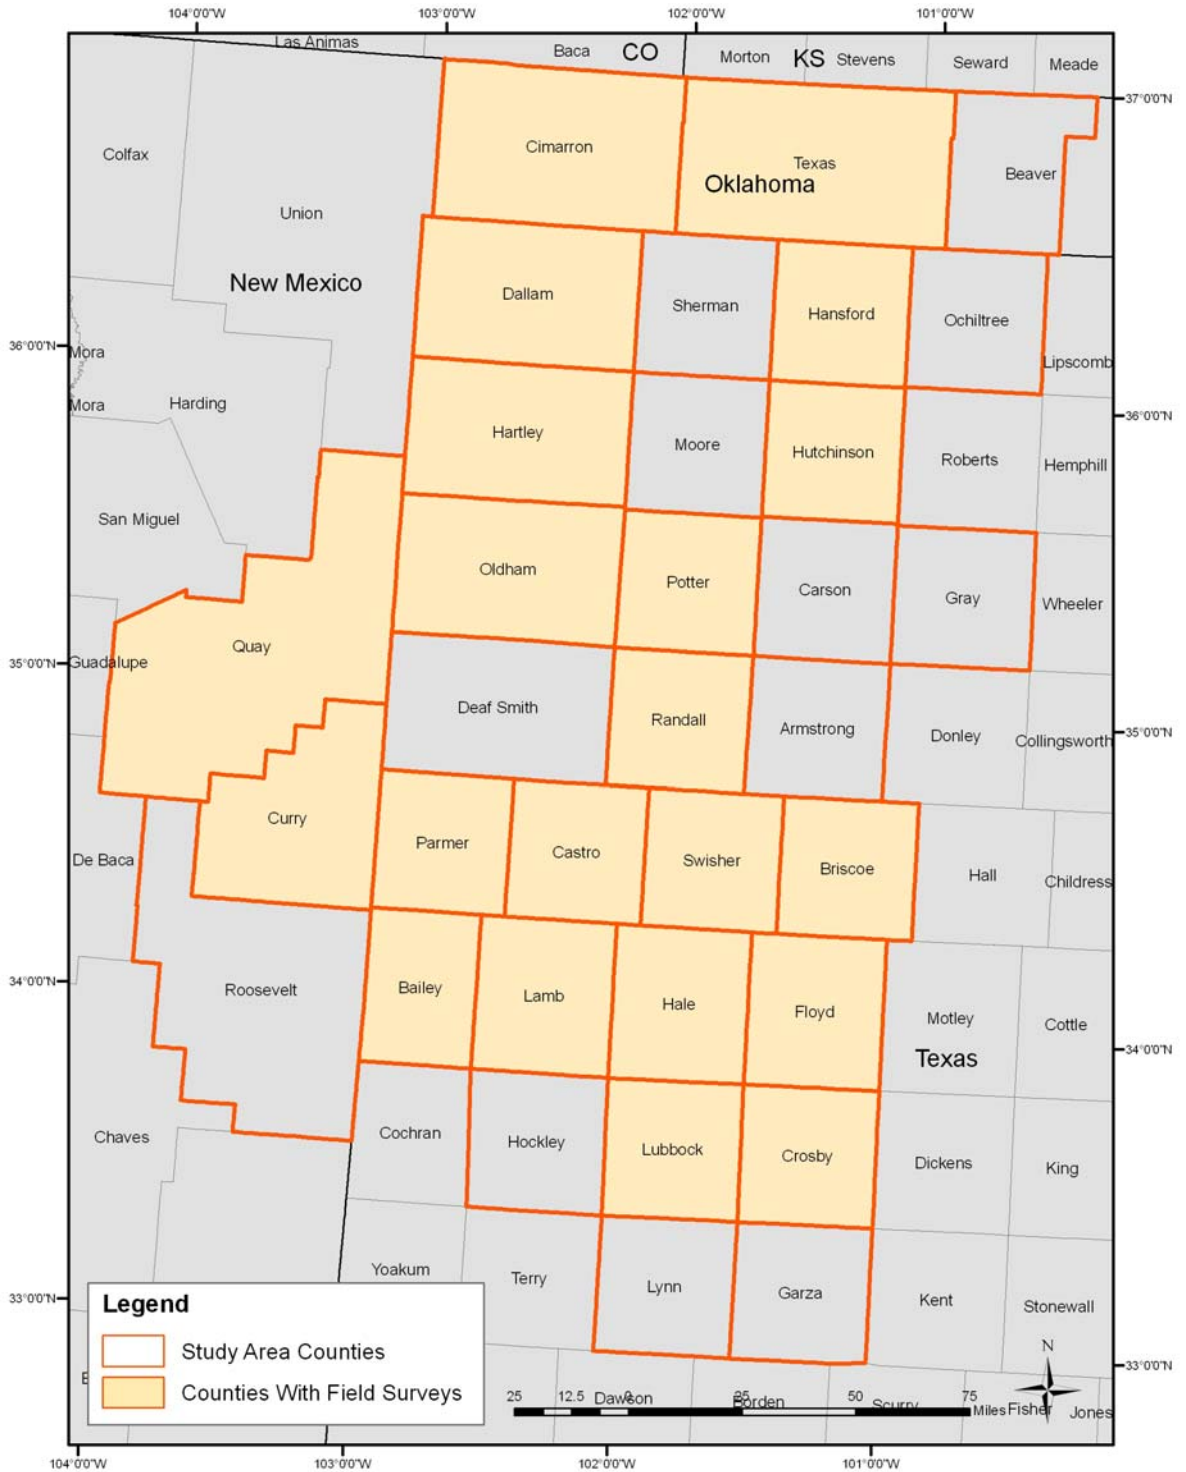 104°0'0"W 103°0'0"W 102°0'0"W 101°0'0"W
Las Animas Baca CO Morton KS Stevens Seward Meade
37°0'0"N
Colfax Cimarron Texas Beaver
Oklahoma
Union
New Mexico
Dallam Sherman Hansford Ochiltree
36°0'0"N
Mora Lipscomb
Mora Harding
36°0'0"N
Hartley Moore Hutchinson Roberts Hemphill
San Miguel
Oldham Potter Carson Gray Wheeler
Quay
35°0'0"N Guadalupe
Deaf Smith Randall Armstrong Donley Collingsworth
35°0'0"N
Curry
De Baca Parmer Castro Swisher Briscoe Hall Childress
34°0'0"N
Roosevelt Bailey Lamb Hale Floyd Motley Cottle
Texas
34°0'0"N
Chaves Cochran Hockley Lubbock Crosby Dickens King
Yoakum Terry Lynn Garza Kent Stonewall
33°0'0"N
Legend
Study Area Counties
Counties With Field Surveys
N
33°0'0"N
25 12.5 0 25 50 75
Miles
Dawson Borden Scurry Fisher Jones
104°0'0"W 103°0'0"W 102°0'0"W 101°0'0"W